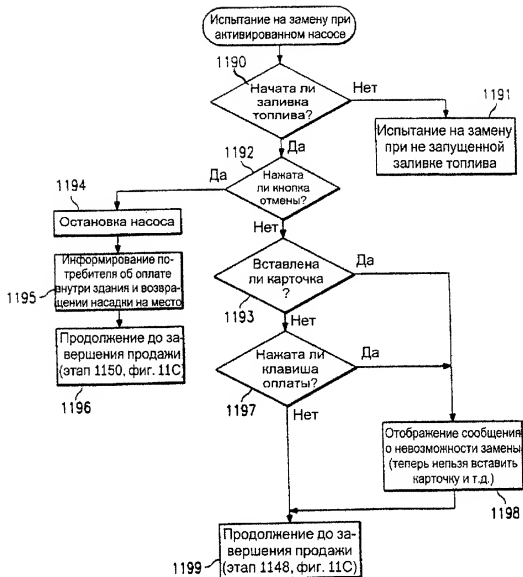 Испытание на замену при
активированном насосе
1190
Начата ли
заливка
топлива?
Нет
1191
Испытание на замену
при не запущенной
заливке топлива
Да
1192
Нажата
ли кнопка
отмены?
Да
1194
Остановка насоса
Нет
1195
Информирование по-
требителя об оплате
внутри здания и возвра-
щении насадки на место
Вставлена
ли карточка
?
Да
1193
Нет
Продолжение до за-
вершения продажи
(этап 1150, фиг. 11С)
1196
Нажата ли
клавиша
оплаты?
Да
1197
Нет
Отображение сообщения
о невозможности замены
(теперь нельзя вставить
карточку и т.д.)
1198
Продолжение до за-
вершения продажи
(этап 1148, фиг. 11С)
1199